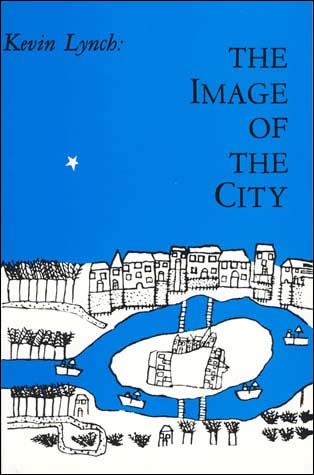 Kevin Lynch:
THE
IMAGE
OF
THE
CITY